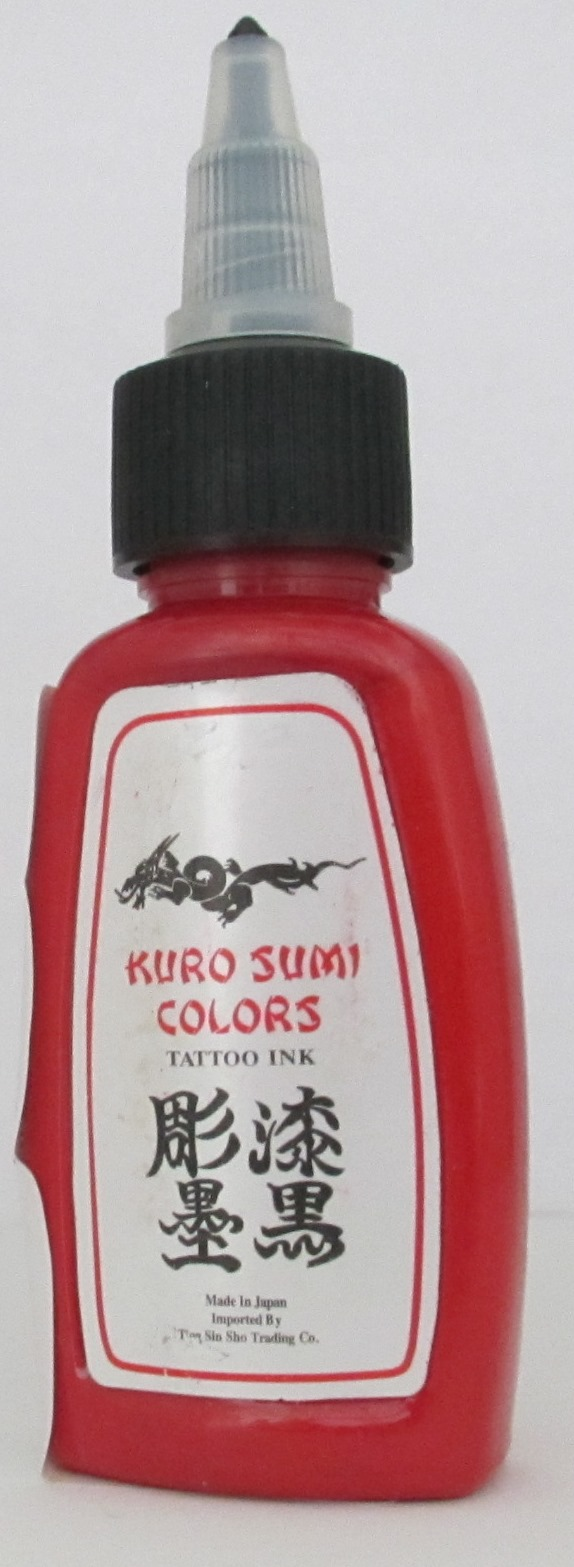 KURO SUMI
COLORS
TATTOO INK
漆黒
彫墨
Made In Japan
Imported By
Sin Sho Trading Co.